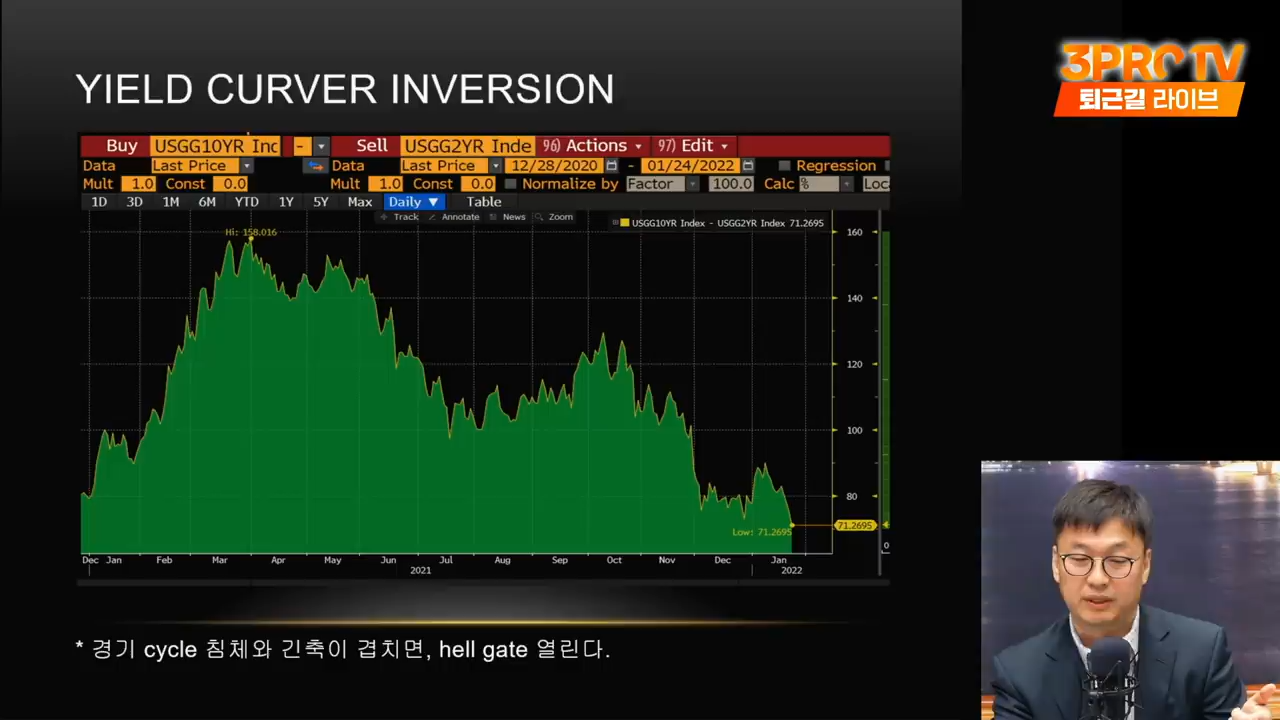 3PRO TV
퇴근길 라이브
YIELD CURVER INVERSION
Buy USGG10YR Inc - Sell USGG2YR Inde 96) Actions 97) Edit
Data Last Price Data Last Price 12/28/2020 - 01/24/2022 Regression
Mult 1.0 Const 0.0 Mult 1.0 Const 0.0 Normalize by Factor 100.0 Calc % Loc
1D 3D 1M 6M YTD 1Y 5Y Max Daily ▼ Table
Track Annotate News Zoom
USGG10YR Index - USGG2YR Index 71.2695
Hi: 158.016
160
140
120
100
80
71.2695
Low: 71.2695
0
Dec Jan Feb Mar Apr May Jun Jul Aug Sep Oct Nov Dec Jan
2021 2022
* 경기 cycle 침체와 긴축이 겹치면, hell gate 열린다.